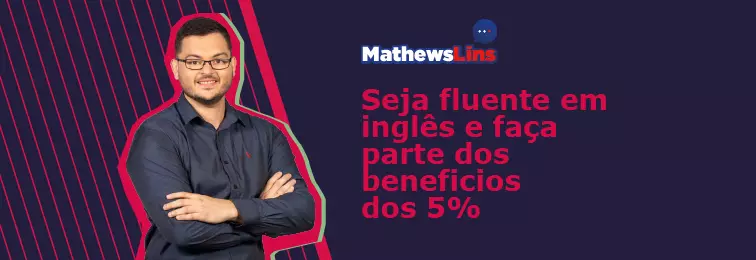 MathewsLins
Seja fluente em
inglês e faça
parte dos
beneficios
dos 5%